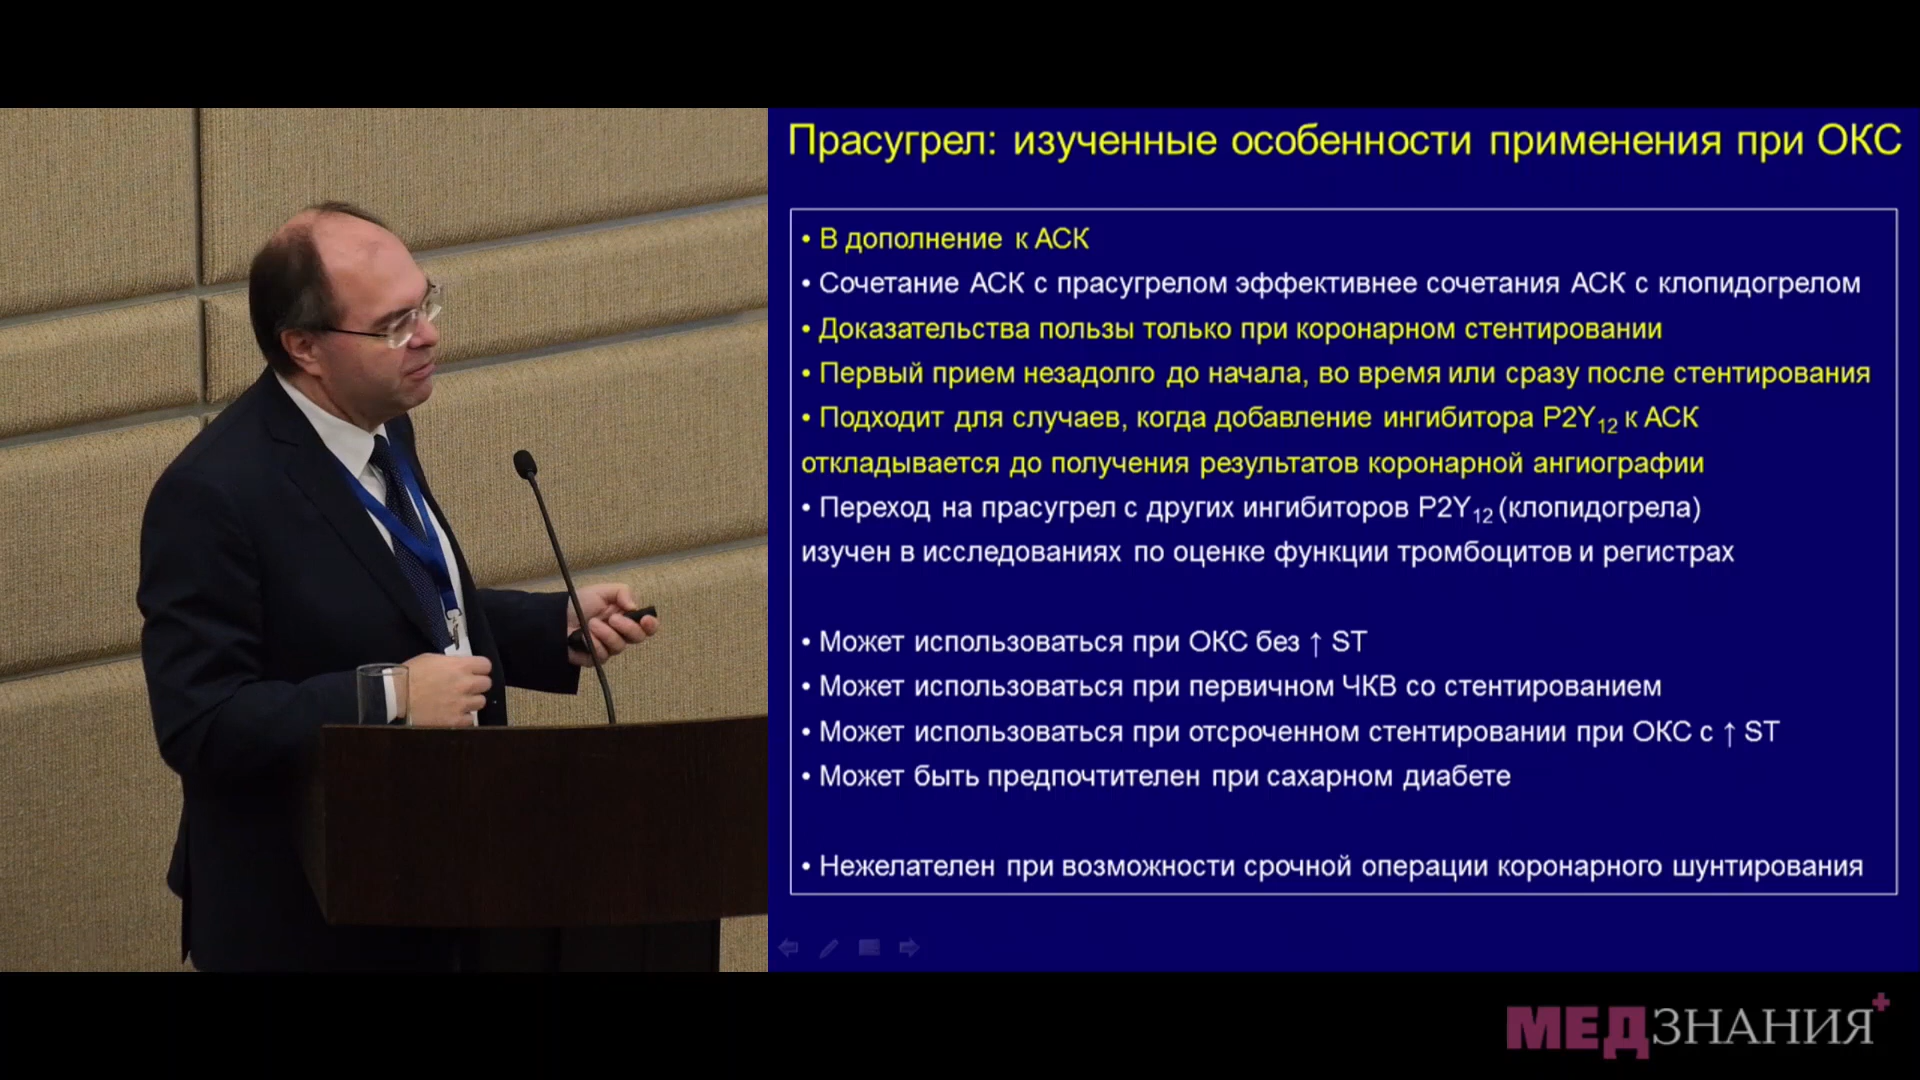 Прасугрел: изученные особенности применения при ОКС
• В дополнение к АСК
• Сочетание АСК с прасугрелом эффективнее сочетания АСК с клопидогрелом
• Доказательства пользы только при коронарном стентировании
• Первый прием незадолго до начала, во время или сразу после стентирования
• Подходит для случаев, когда добавление ингибитора P2Y₁₂ к АСК
откладывается до получения результатов коронарной ангиографии
• Переход на прасугрел с других ингибиторов P2Y₁₂ (клопидогрела)
изучен в исследованиях по оценке функции тромбоцитов и регистрах
• Может использоваться при ОКС без ↑ ST
• Может использоваться при первичном ЧКВ со стентированием
• Может использоваться при отсроченном стентировании при ОКС с ↑ ST
• Может быть предпочтителен при сахарном диабете
• Нежелателен при возможности срочной операции коронарного шунтирования
МЕДЗНАНИЯ+